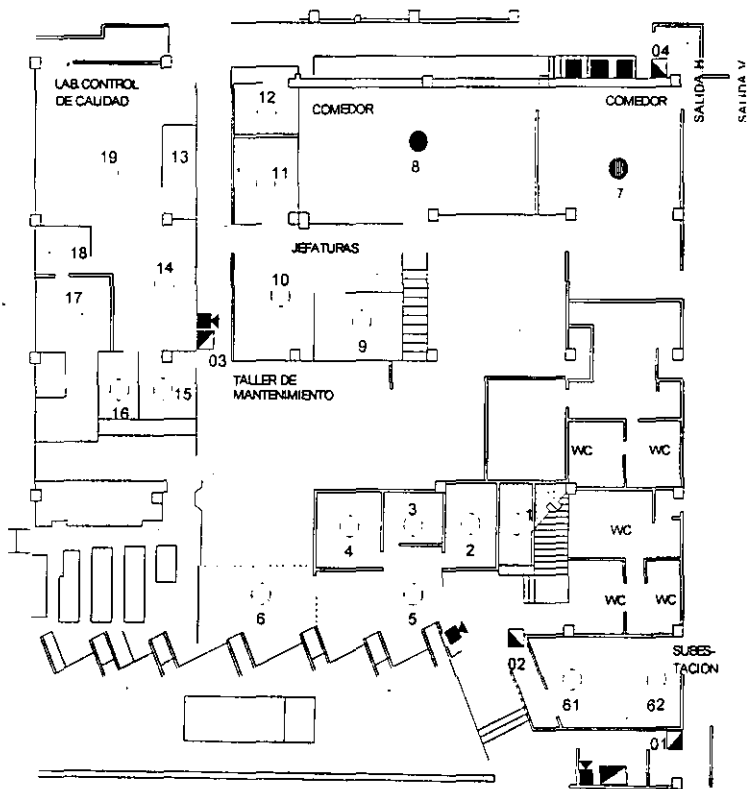 04
LAB. CONTROL
DE CALIDAD
12
COMEDOR
COMEDOR
SALIDA H
SALIDA V
19
13
11
8
7
18
JEFATURAS
14
10
17
9
03
16
15
TALLER DE
MANTENIMIENTO
WC
WC
3
4
2
1
WC
6
5
WC
WC
02
SUBES-
TACION
61
62
01